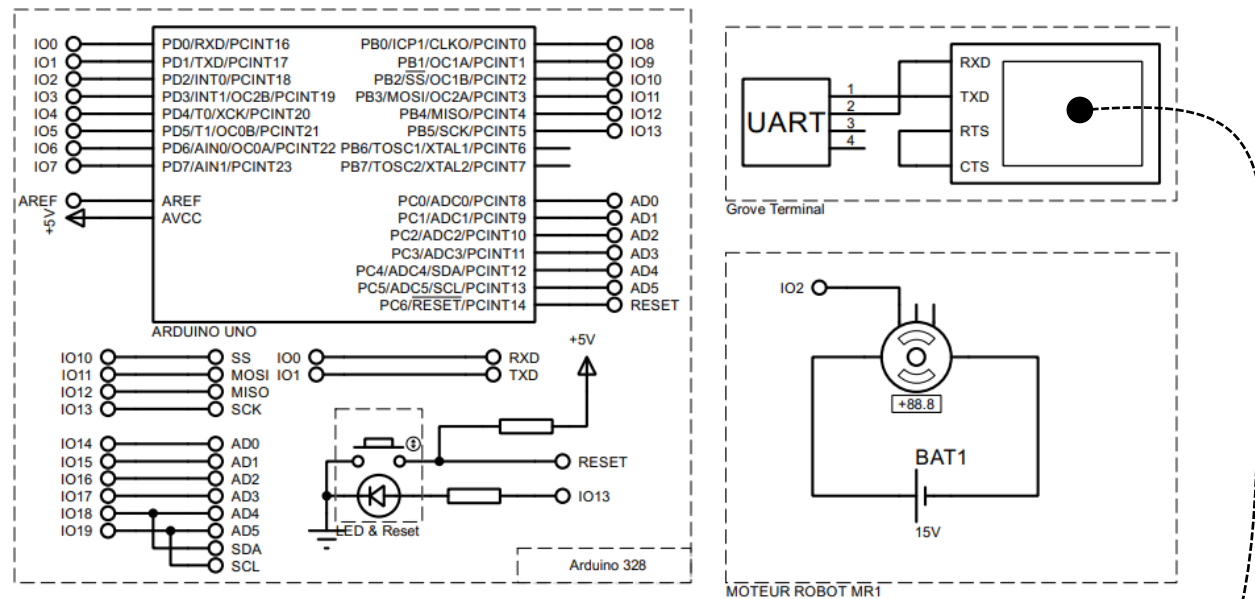 IO0 PD0/RXD/PCINT16 PB0/ICP1/CLKO/PCINT0 IO8
IO1 PD1/TXD/PCINT17 PB1/OC1A/PCINT1 IO9
IO2 PD2/INT0/PCINT18 PB2/SS/OC1B/PCINT2 IO10
IO3 PD3/INT1/OC2B/PCINT19 PB3/MOSI/OC2A/PCINT3 IO11
IO4 PD4/T0/XCK/PCINT20 PB4/MISO/PCINT4 IO12
IO5 PD5/T1/OC0B/PCINT21 PB5/SCK/PCINT5 IO13
IO6 PD6/AIN0/OC0A/PCINT22 PB6/TOSC1/XTAL1/PCINT6
IO7 PD7/AIN1/PCINT23 PB7/TOSC2/XTAL2/PCINT7
AREF AREF PC0/ADC0/PCINT8 AD0
+5V AVCC PC1/ADC1/PCINT9 AD1
PC2/ADC2/PCINT10 AD2
PC3/ADC3/PCINT11 AD3
PC4/ADC4/SDA/PCINT12 AD4
PC5/ADC5/SCL/PCINT13 AD5
PC6/RESET/PCINT14 RESET
ARDUINO UNO
IO10 SS IO0 RXD
IO11 MOSI IO1 TXD
IO12 MISO
IO13 SCK
+5V
IO14 AD0
IO15 AD1
IO16 AD2
IO17 AD3
IO18 AD4
IO19 AD5
SDA
SCL
RESET
IO13
LED & Reset
Arduino 328
UART
1
2
3
4
RXD
TXD
RTS
CTS
Grove Terminal
IO2
+88.8
BAT1
15V
MOTEUR ROBOT MR1